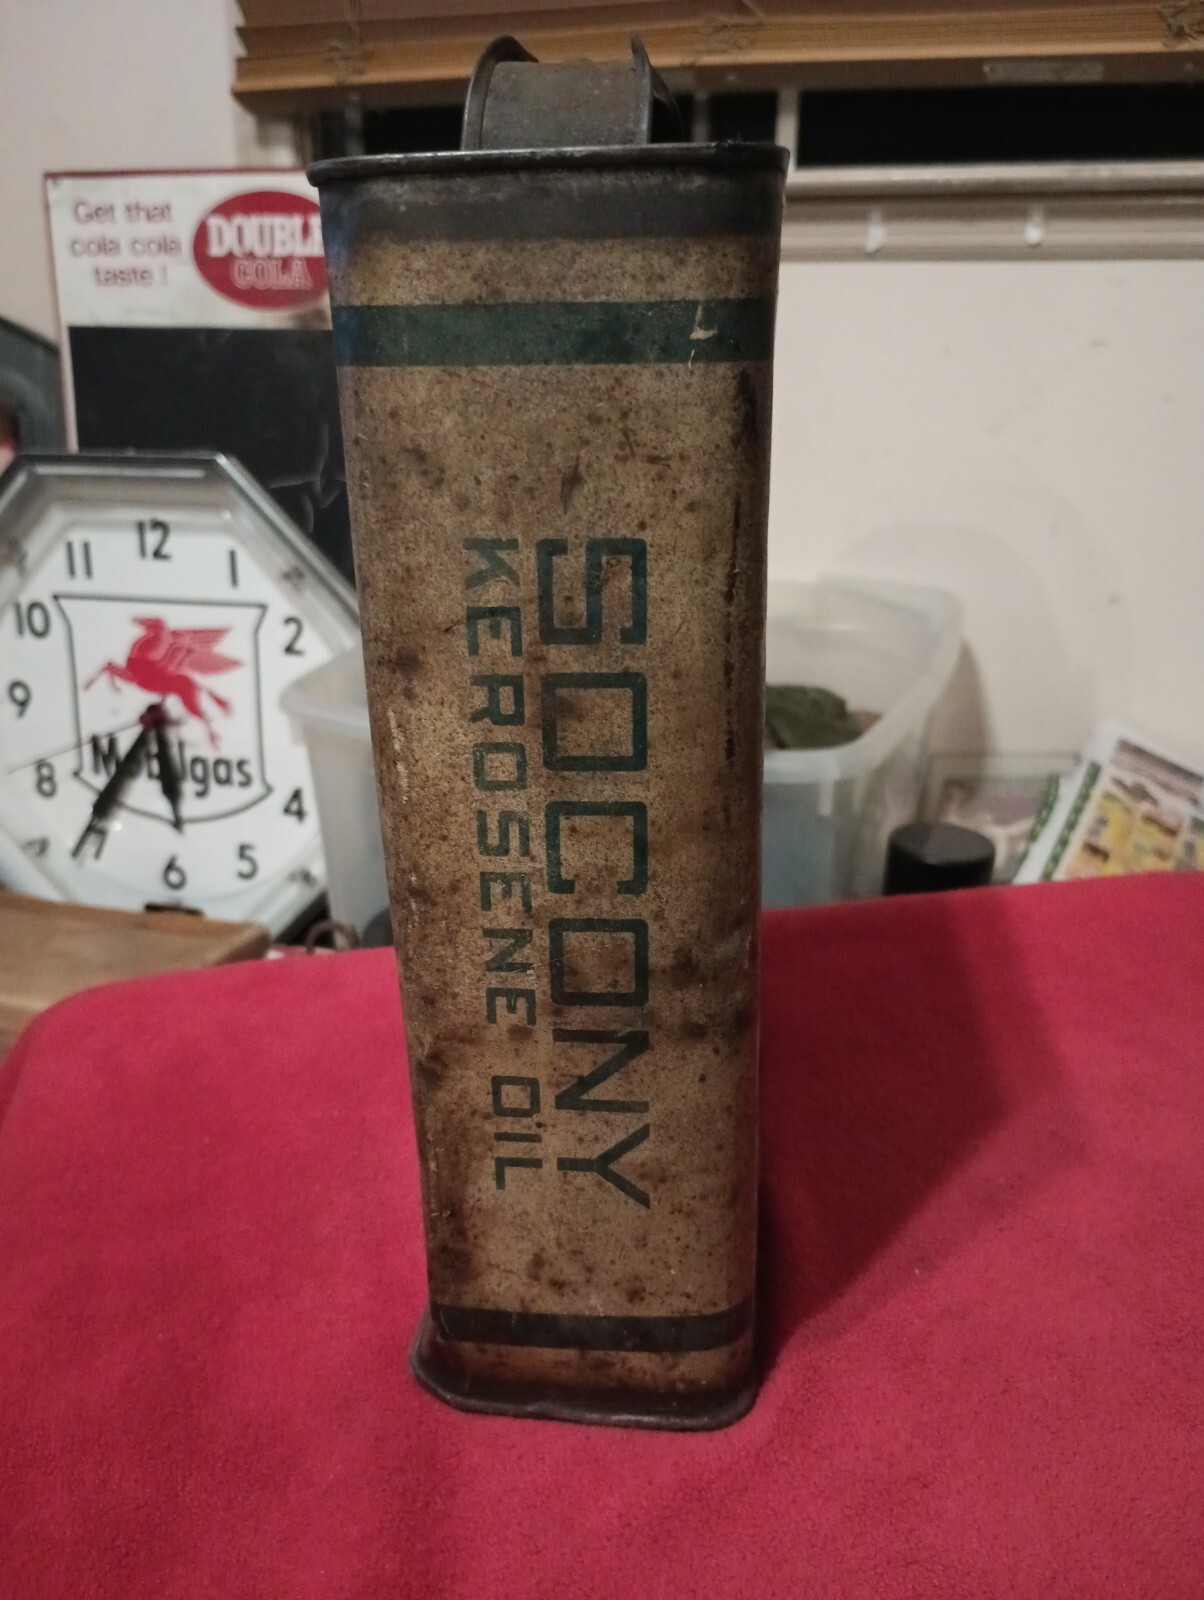 Get that
cola cola
taste !
DOUBLE
COLA
SOCONY
KEROSENE OIL
12
11
1
10
2
9
8
4
7
5
6
Mobilgas